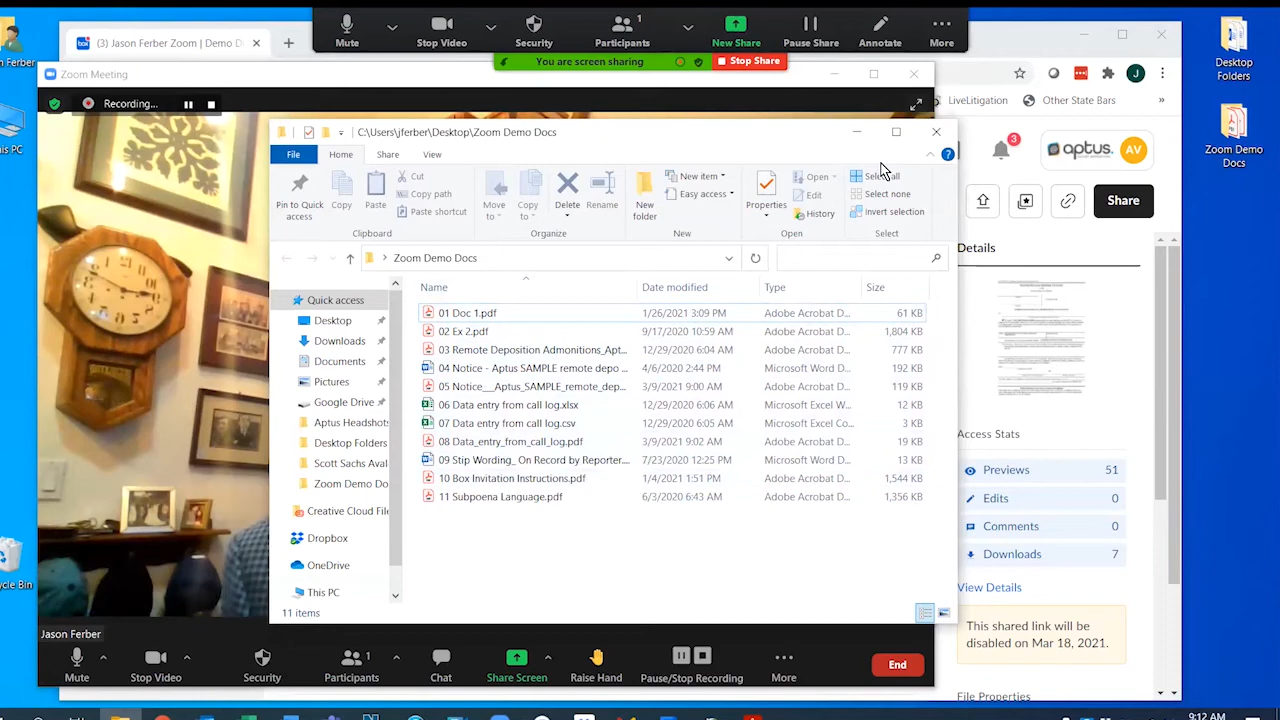 Mute
Stop Video
Security
Participants
1
New Share
Pause Share
Annotate
More
You are screen sharing
Stop Share
box
(3) Jason Ferber Zoom | Demo D
J
Zoom Meeting
Recording...
LiveLitigation
Other State Bars
»
C:\Users\jferber\Desktop\Zoom Demo Docs
File
Home
Share
View
?
3
aptus
AV
Share
Pin to Quick access
Copy
Paste
Cut
Copy path
Paste shortcut
Clipboard
Move to
Copy to
Delete
Rename
Organize
New folder
New item
Easy access
New
Properties
Open
Edit
History
Open
Select all
Select none
Invert selection
Select
Zoom Demo Docs
Name
Date modified
Type
Size
01 Doc 1.pdf 1/26/2021 3:09 PM Adobe Acrobat D... 61 KB
02 Ex 2.pdf 9/17/2020 10:59 AM Adobe Acrobat D... 1,804 KB
03 Remote Deposition Admonitions_Apt... /29/2020 6:04 AM Adobe Acrobat D... 777 KB
Notice__Aptus SAMPLE remote depo 2:44 PM Microsoft Word D... 192 KB
05 Notice__Aptus_SAMPLE_remote_dep... 3/9/2021 9:00 AM Adobe Acrobat D... 119 KB
06 Data entry from call log.xlsx 12/29/2020 6:06 AM Microsoft Excel W... 12 KB
07 Data entry from call log.csv 12/29/2020 6:05 AM Microsoft Excel Co... 3 KB
08 Data_entry_from_call_log.pdf 3/9/2021 9:02 AM Adobe Acrobat D... 19 KB
09 Stip Wording_ On Record by Reporter.... 7/23/2020 12:25 PM Microsoft Word D... 13 KB
10 Box Invitation Instructions.pdf 1/4/2021 1:51 PM Adobe Acrobat D... 1,544 KB
11 Subpoena Language.pdf 6/3/2020 6:43 AM Adobe Acrobat D... 1,356 KB
Quick access
Desktop
Downloads
Documents
Pictures
Google Drive
Aptus Headshots
Desktop Folders
Scott Sachs Aval
Zoom Demo Do
Creative Cloud File
Dropbox
OneDrive
This PC
11 items
Details
Access Stats
Previews 51
Edits 0
Comments 0
Downloads 7
View Details
This shared link will be
disabled on Mar 18, 2021.
File Properties
Jason Ferber
Mute
Stop Video
Security
Participants
1
Chat
Share Screen
Raise Hand
Pause/Stop Recording
More
End
on Ferber
his PC
cycle Bin
Desktop
Folders
Zoom Demo
Docs
9:12 AM